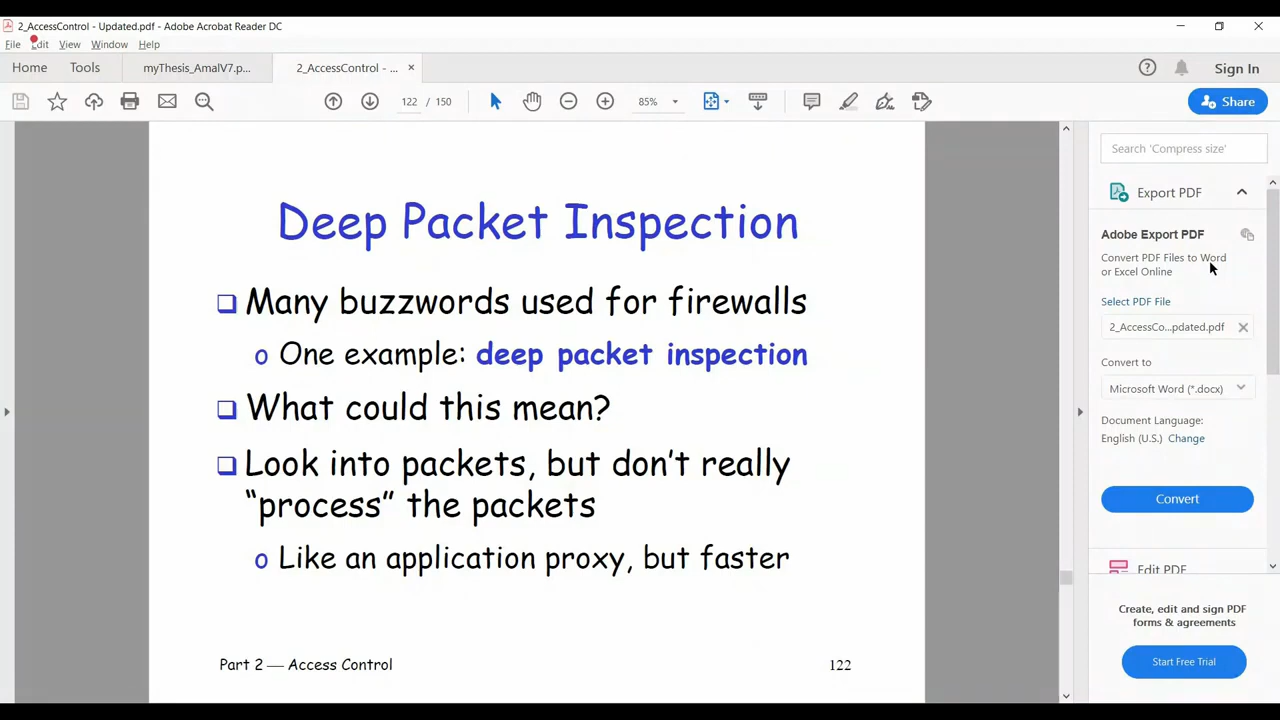 2_AccessControl - Updated.pdf - Adobe Acrobat Reader DC
File Edit View Window Help
Home Tools myThesis_AmalV7.p... 2_AccessControl - ... ×
122 / 150 85% Share
Sign In
Search 'Compress size'
Export PDF
Adobe Export PDF
Convert PDF Files to Word
or Excel Online
Select PDF File
2_AccessCo...pdated.pdf
Convert to
Microsoft Word (*.docx)
Document Language:
English (U.S.) Change
Convert
Edit PDF
Create, edit and sign PDF
forms & agreements
Start Free Trial
Deep Packet Inspection
Many buzzwords used for firewalls
o One example: deep packet inspection
What could this mean?
Look into packets, but don't really
"process" the packets
o Like an application proxy, but faster
Part 2 — Access Control 122